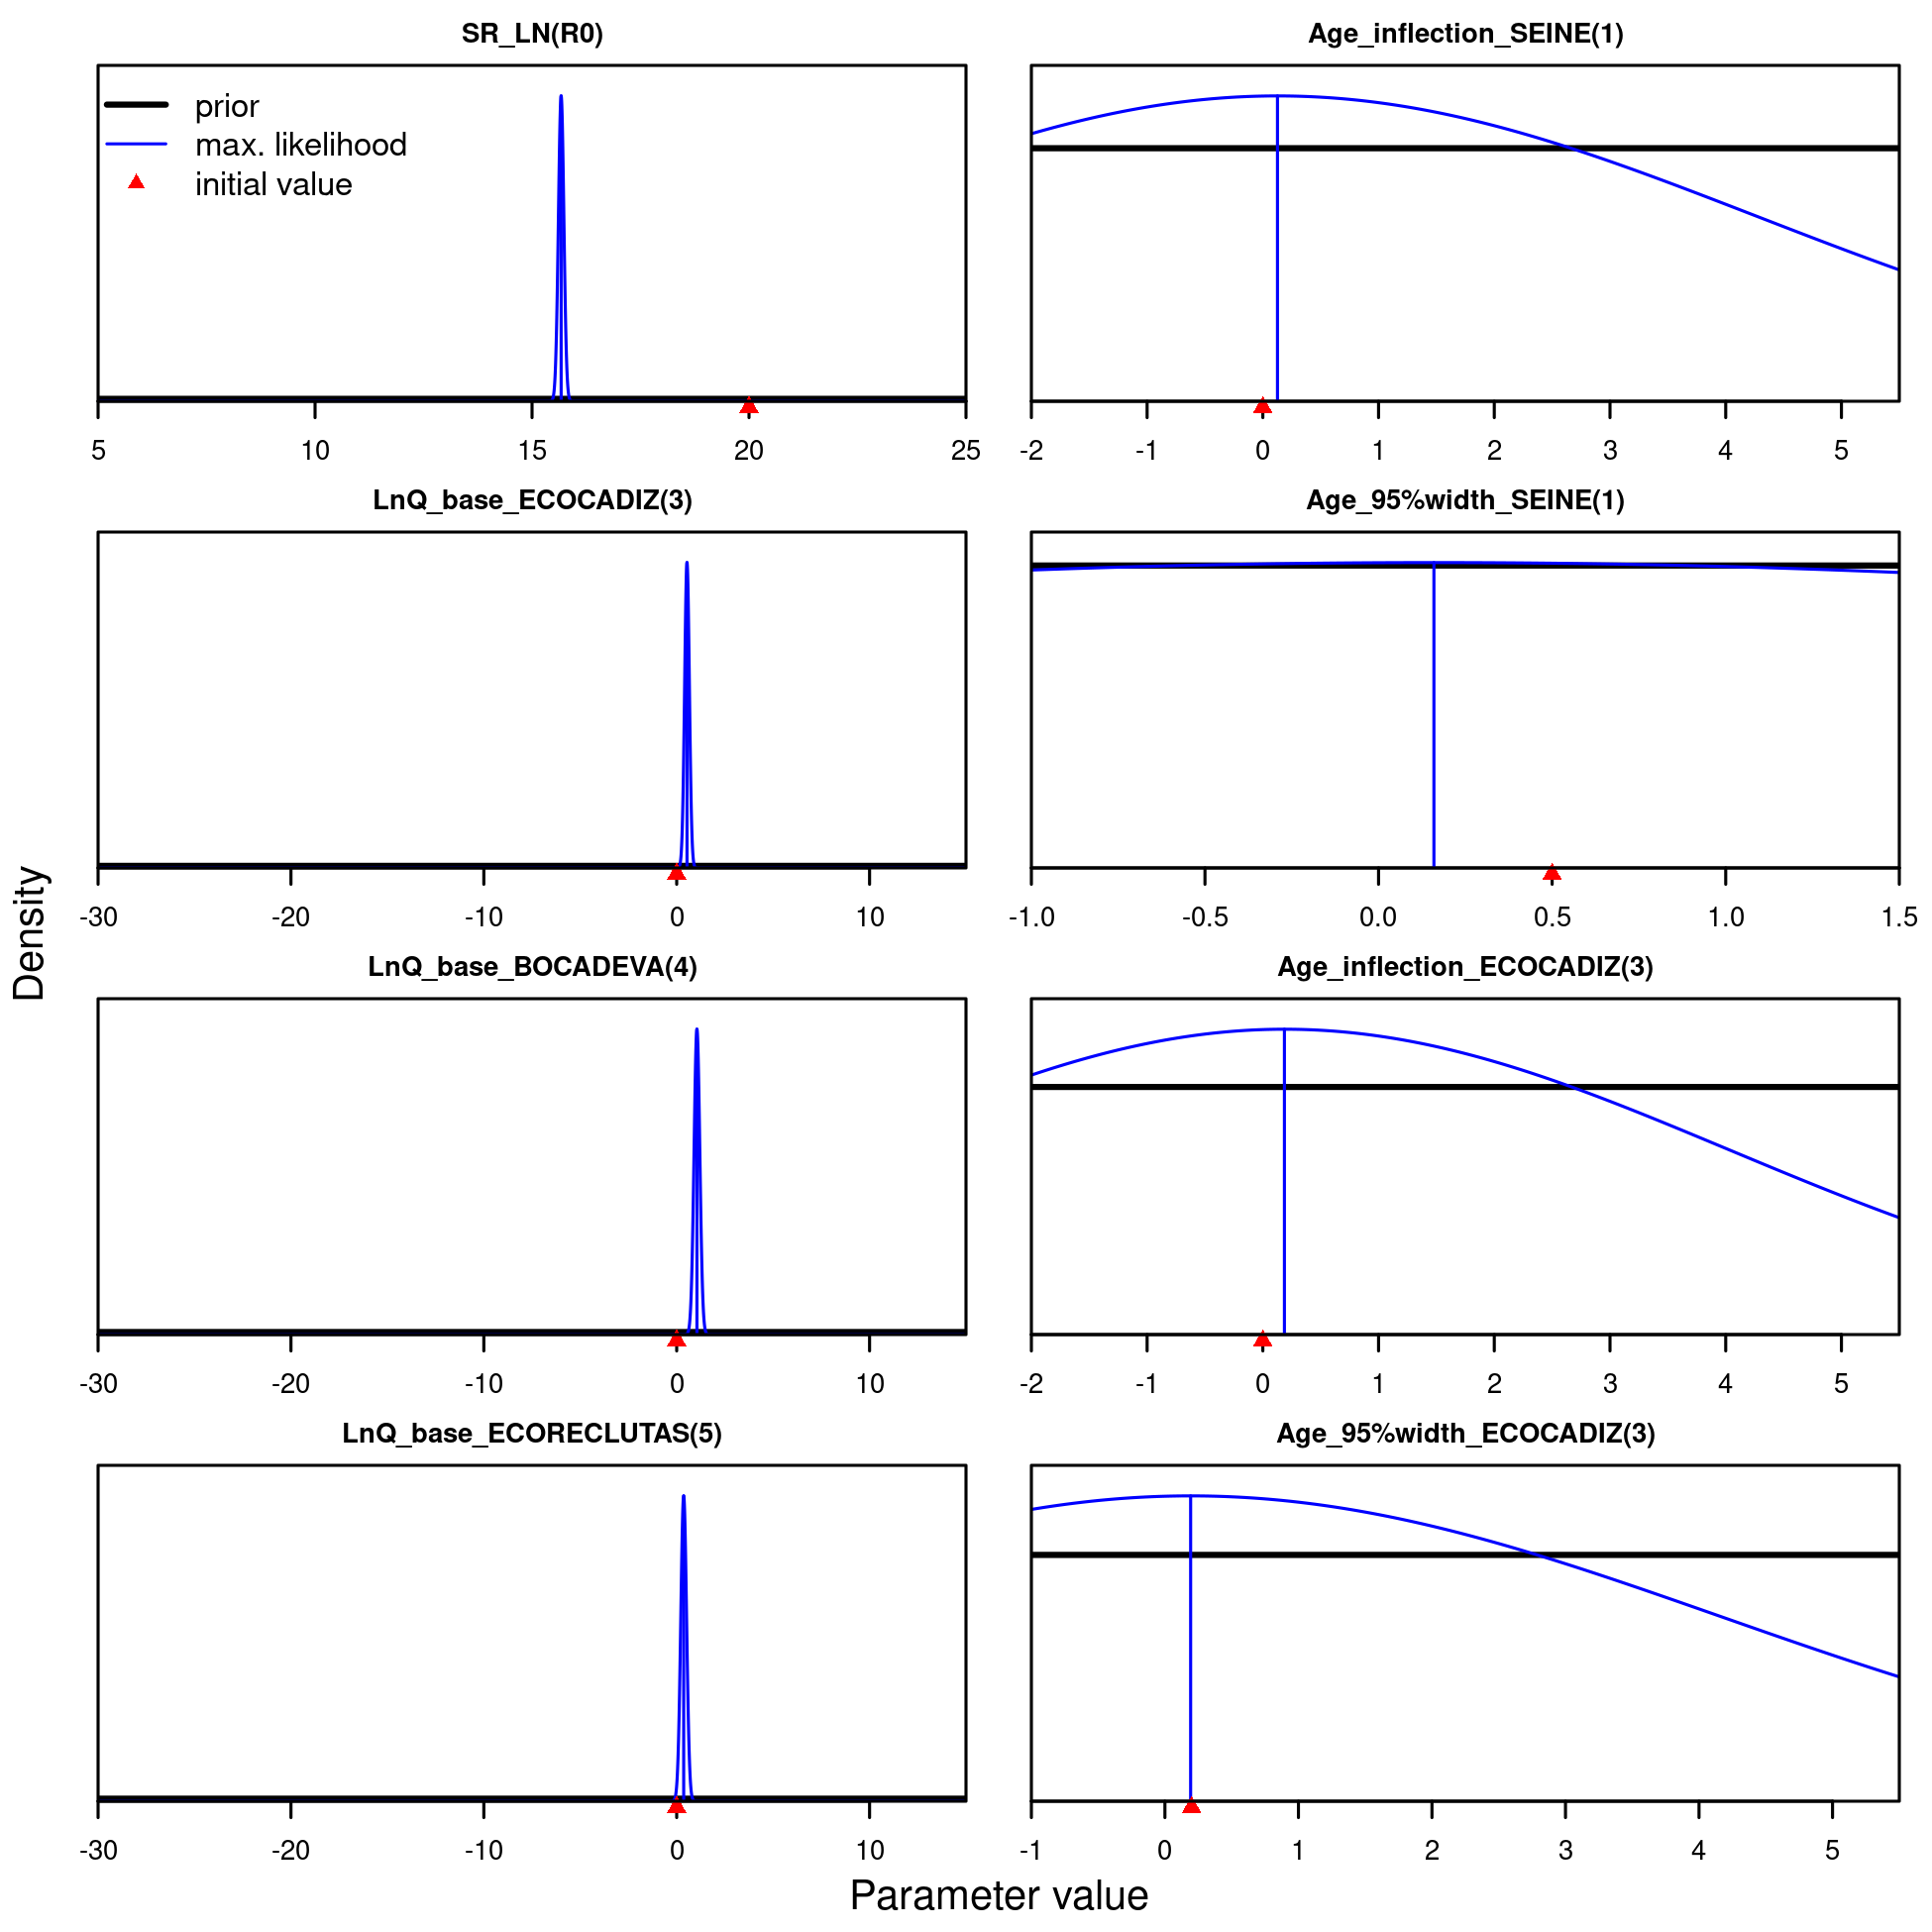 SR_LN(R0)
prior
max. likelihood
initial value
5 10 15 20 25
Age_inflection_SEINE(1)
-2 -1 0 1 2 3 4 5
LnQ_base_ECOCADIZ(3)
-30 -20 -10 0 10
Age_95%width_SEINE(1)
-1.0 -0.5 0.0 0.5 1.0 1.5
LnQ_base_BOCADEVA(4)
-30 -20 -10 0 10
Age_inflection_ECOCADIZ(3)
-2 -1 0 1 2 3 4 5
LnQ_base_ECORECLUTAS(5)
-30 -20 -10 0 10
Age_95%width_ECOCADIZ(3)
-1 0 1 2 3 4 5
Density
Parameter value